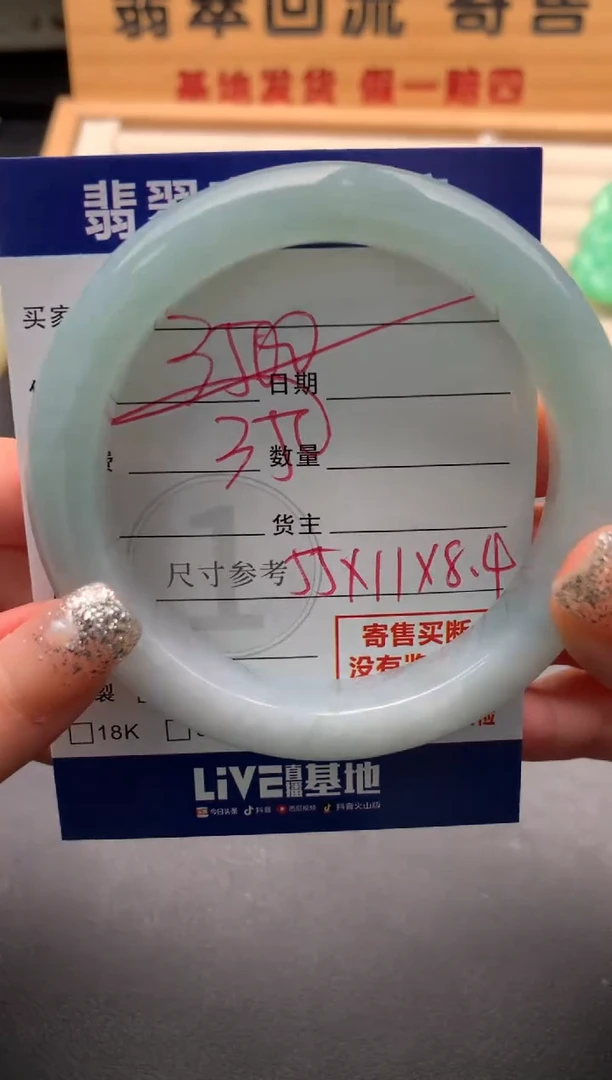 翡翠回流 寄售
基地发货 假一赔四
翡翠
买家
3500
日期
350
数量
货主
尺寸参考 55X11X8.4
寄售买断
没有
裂
18K
LiVE直播基地
今日头条 抖音 西瓜视频 抖音火山版